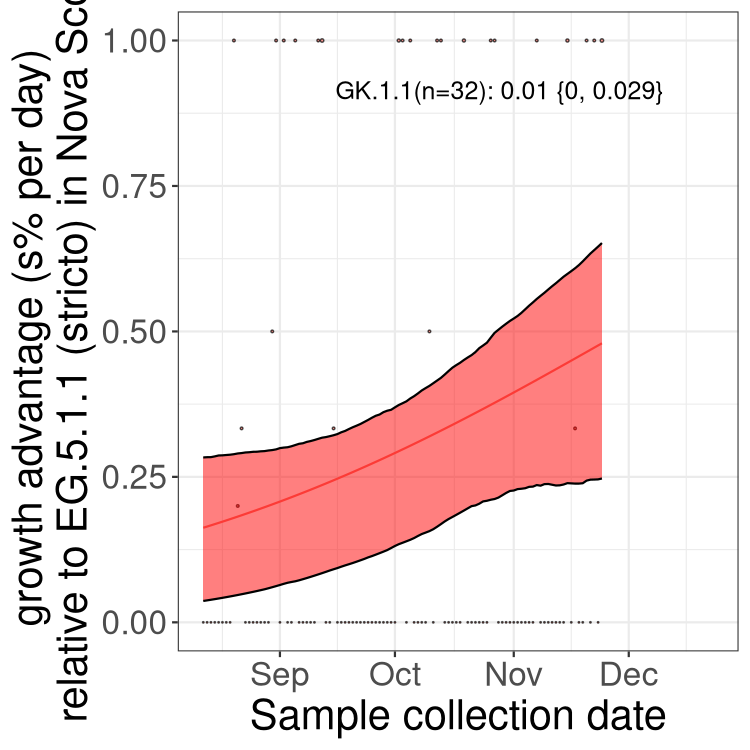 growth advantage (s% per day)
relative to EG.5.1.1 (stricto) in Nova
1.00
0.75
0.50
0.25
0.00
GK.1.1(n=32): 0.01 {0, 0.029}
Sep Oct Nov Dec
Sample collection date